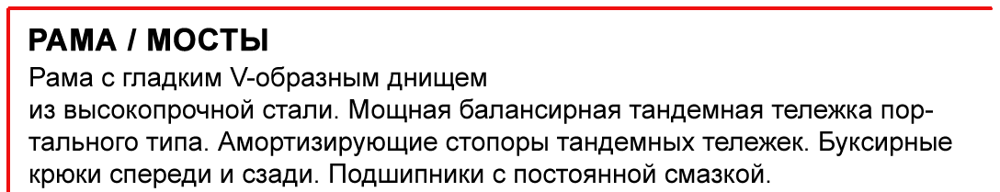 РАМА / МОСТЫ
Рама с гладким V-образным днищем
из высокопрочной стали. Мощная балансирная тандемная тележка пор-
тального типа. Амортизирующие стопоры тандемных тележек. Буксирные
крюки спереди и сзади. Подшипники с постоянной смазкой.